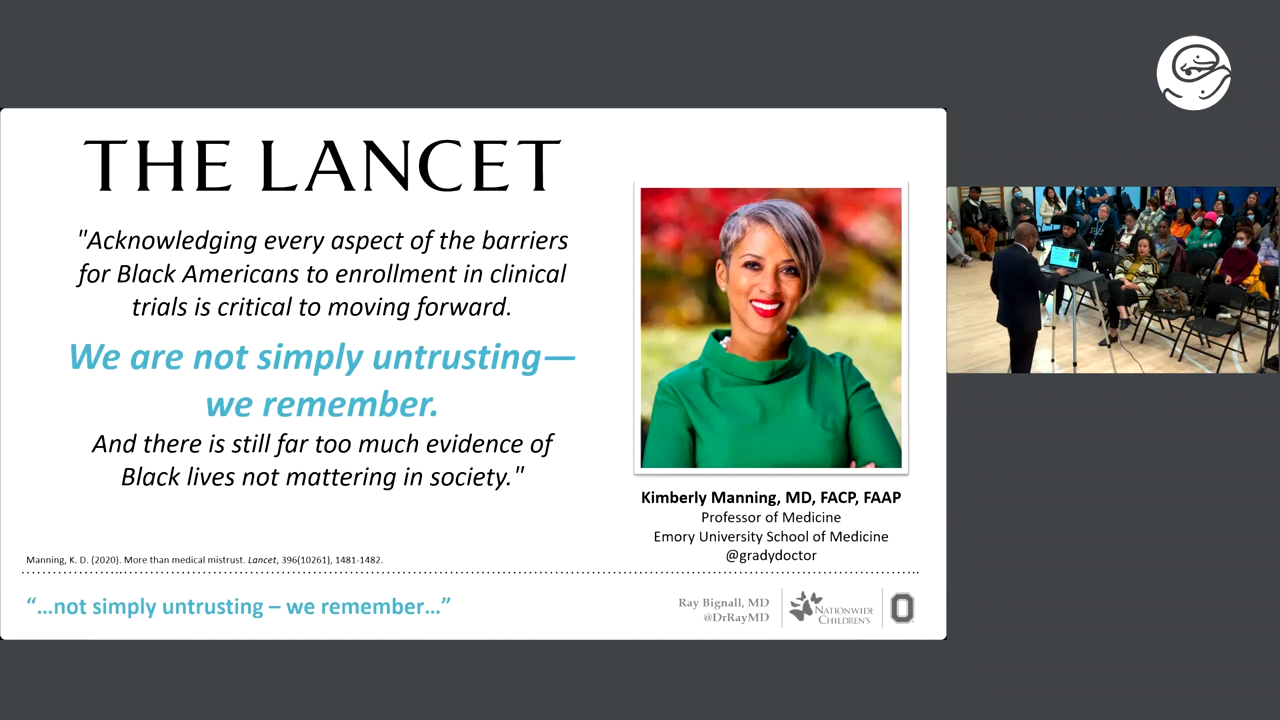 THE LANCET
"Acknowledging every aspect of the barriers
for Black Americans to enrollment in clinical
trials is critical to moving forward.
We are not simply untrusting—
we remember.
And there is still far too much evidence of
Black lives not mattering in society."
Kimberly Manning, MD, FACP, FAAP
Professor of Medicine
Emory University School of Medicine
@gradydoctor
Manning, K. D. (2020). More than medical mistrust. Lancet, 396(10261), 1481-1482.
“...not simply untrusting – we remember...”
Ray Bignall, MD
@DrRayMD
NATIONWIDE
CHILDREN'S
O